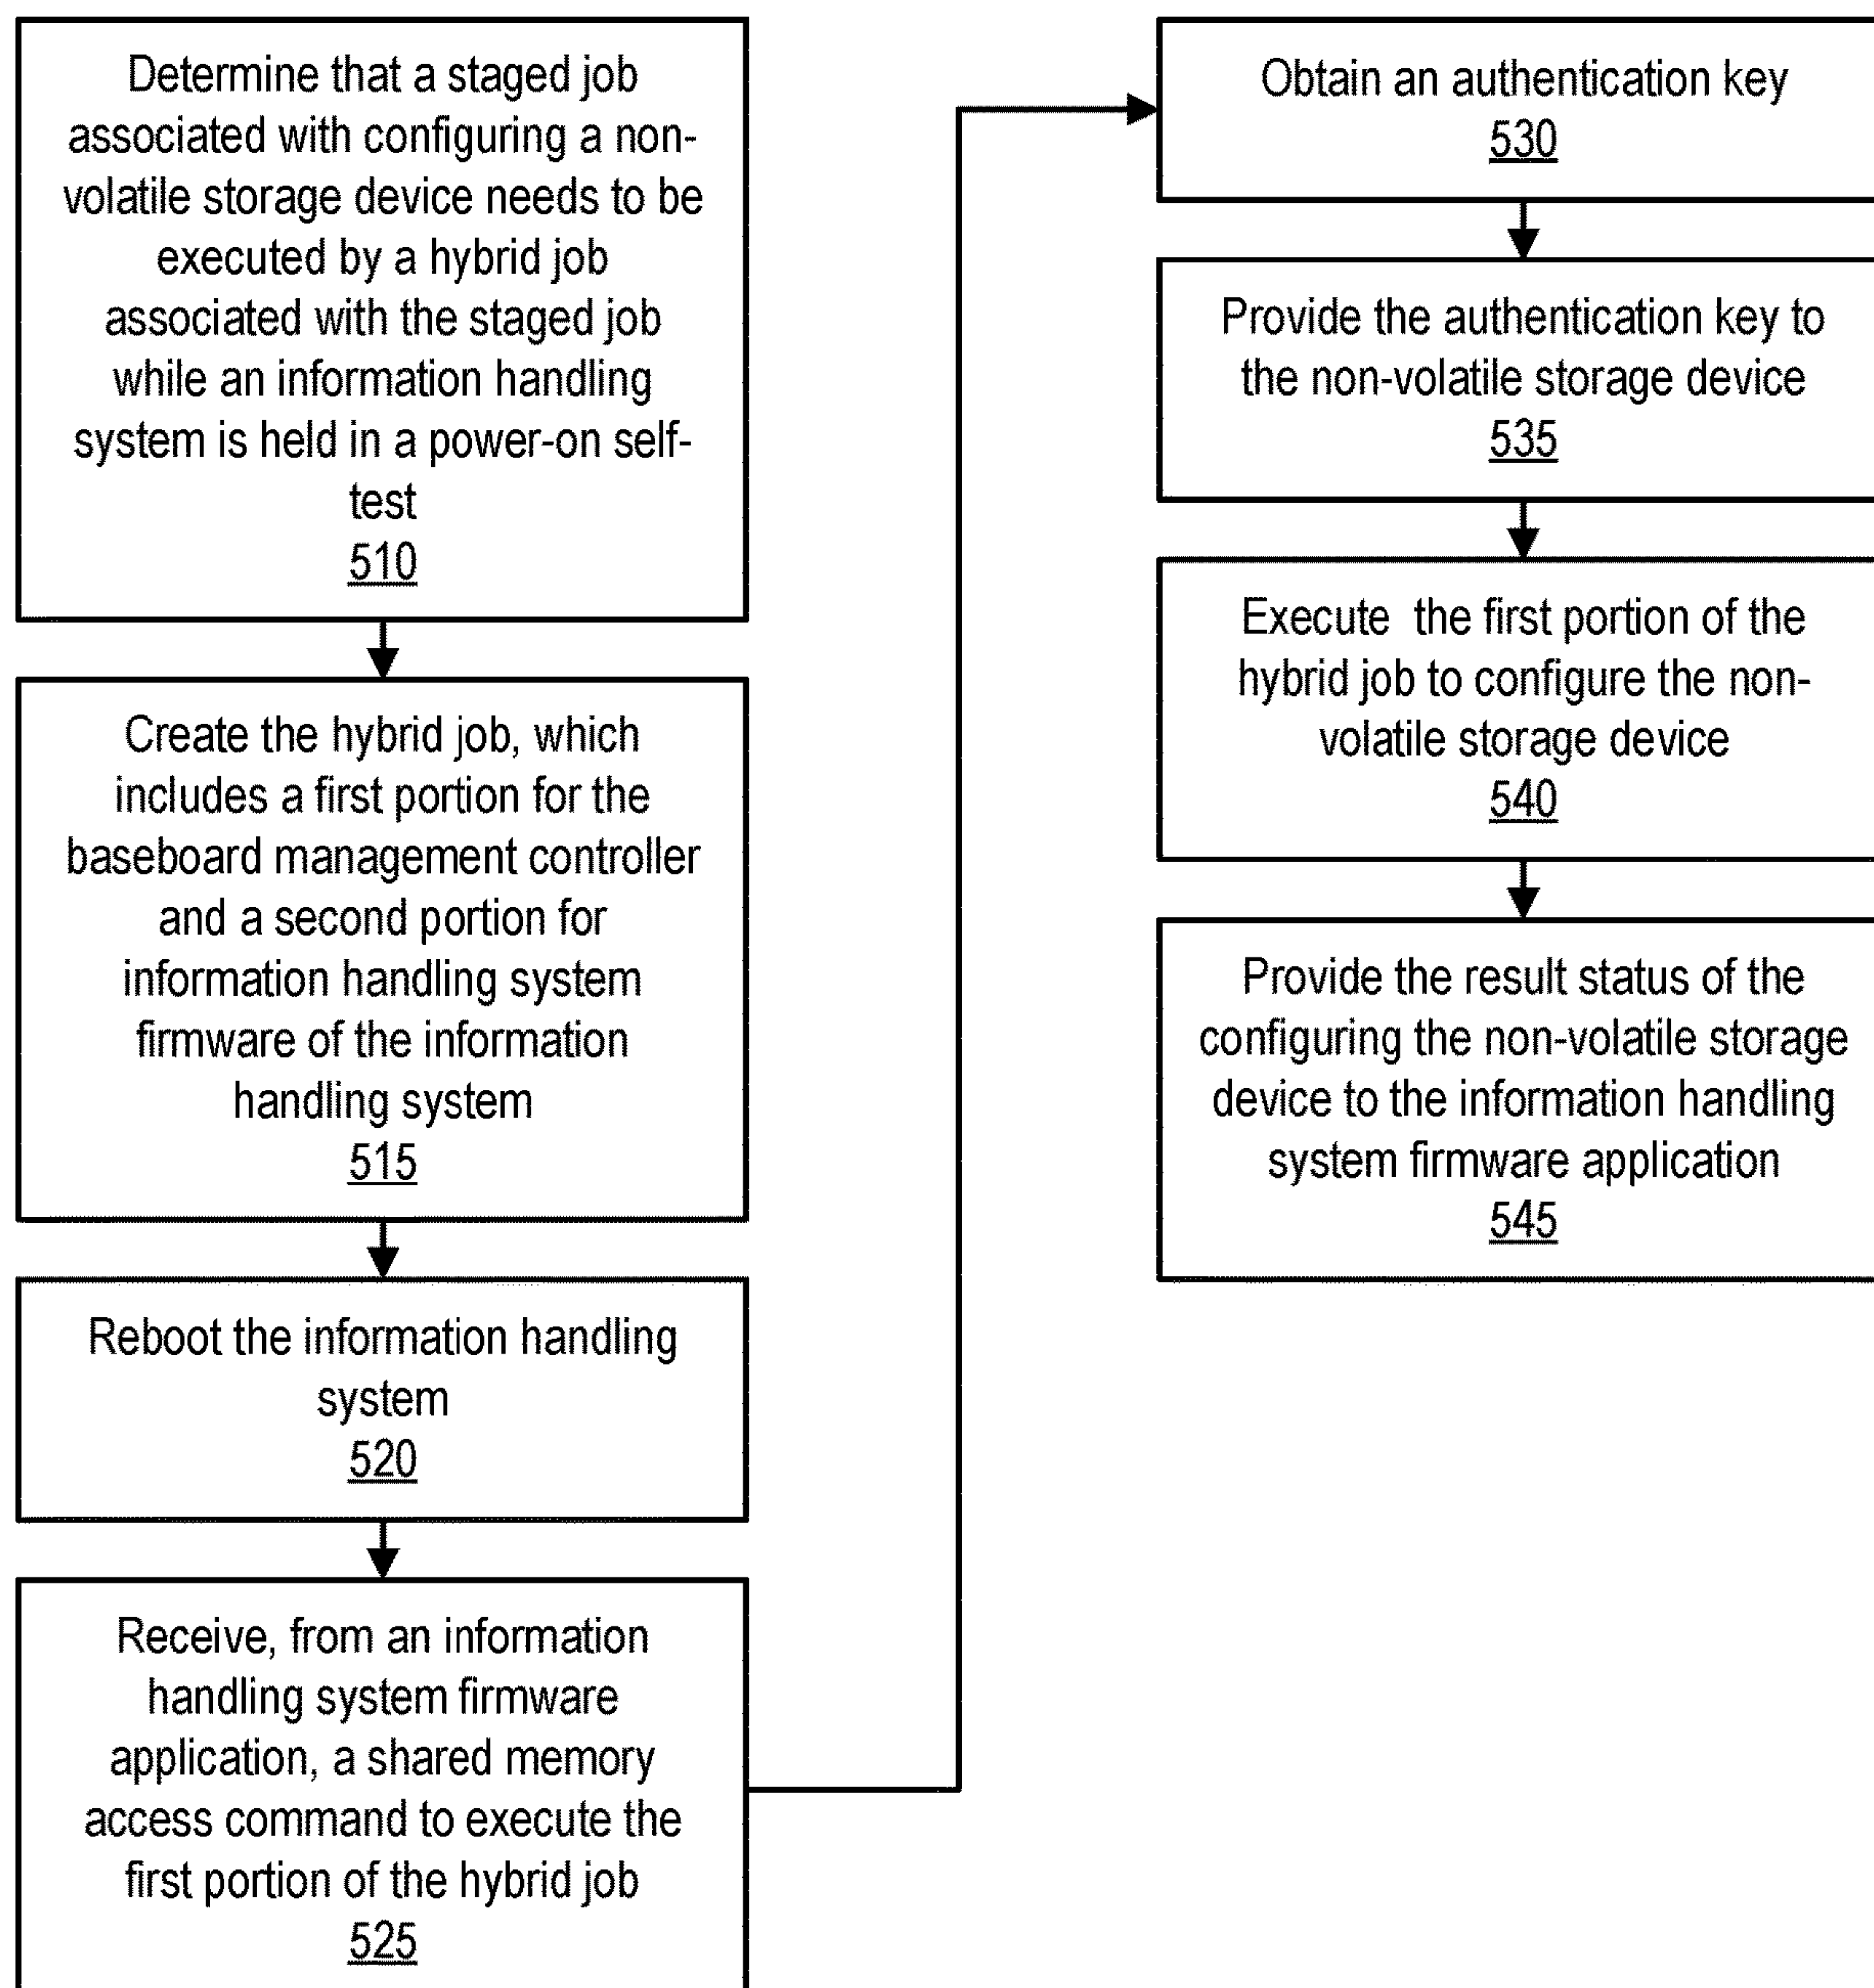 Determine that a staged job
associated with configuring a non-
volatile storage device needs to be
executed by a hybrid job
associated with the staged job
while an information handling
system is held in a power-on self-
test
510
Create the hybrid job, which
includes a first portion for the
baseboard management controller
and a second portion for
information handling system
firmware of the information
handling system
515
Reboot the information handling
system
520
Receive, from an information
handling system firmware
application, a shared memory
access command to execute the
first portion of the hybrid job
525
Obtain an authentication key
530
Provide the authentication key to
the non-volatile storage device
535
Execute the first portion of the
hybrid job to configure the non-
volatile storage device
540
Provide the result status of the
configuring the non-volatile storage
device to the information handling
system firmware application
545